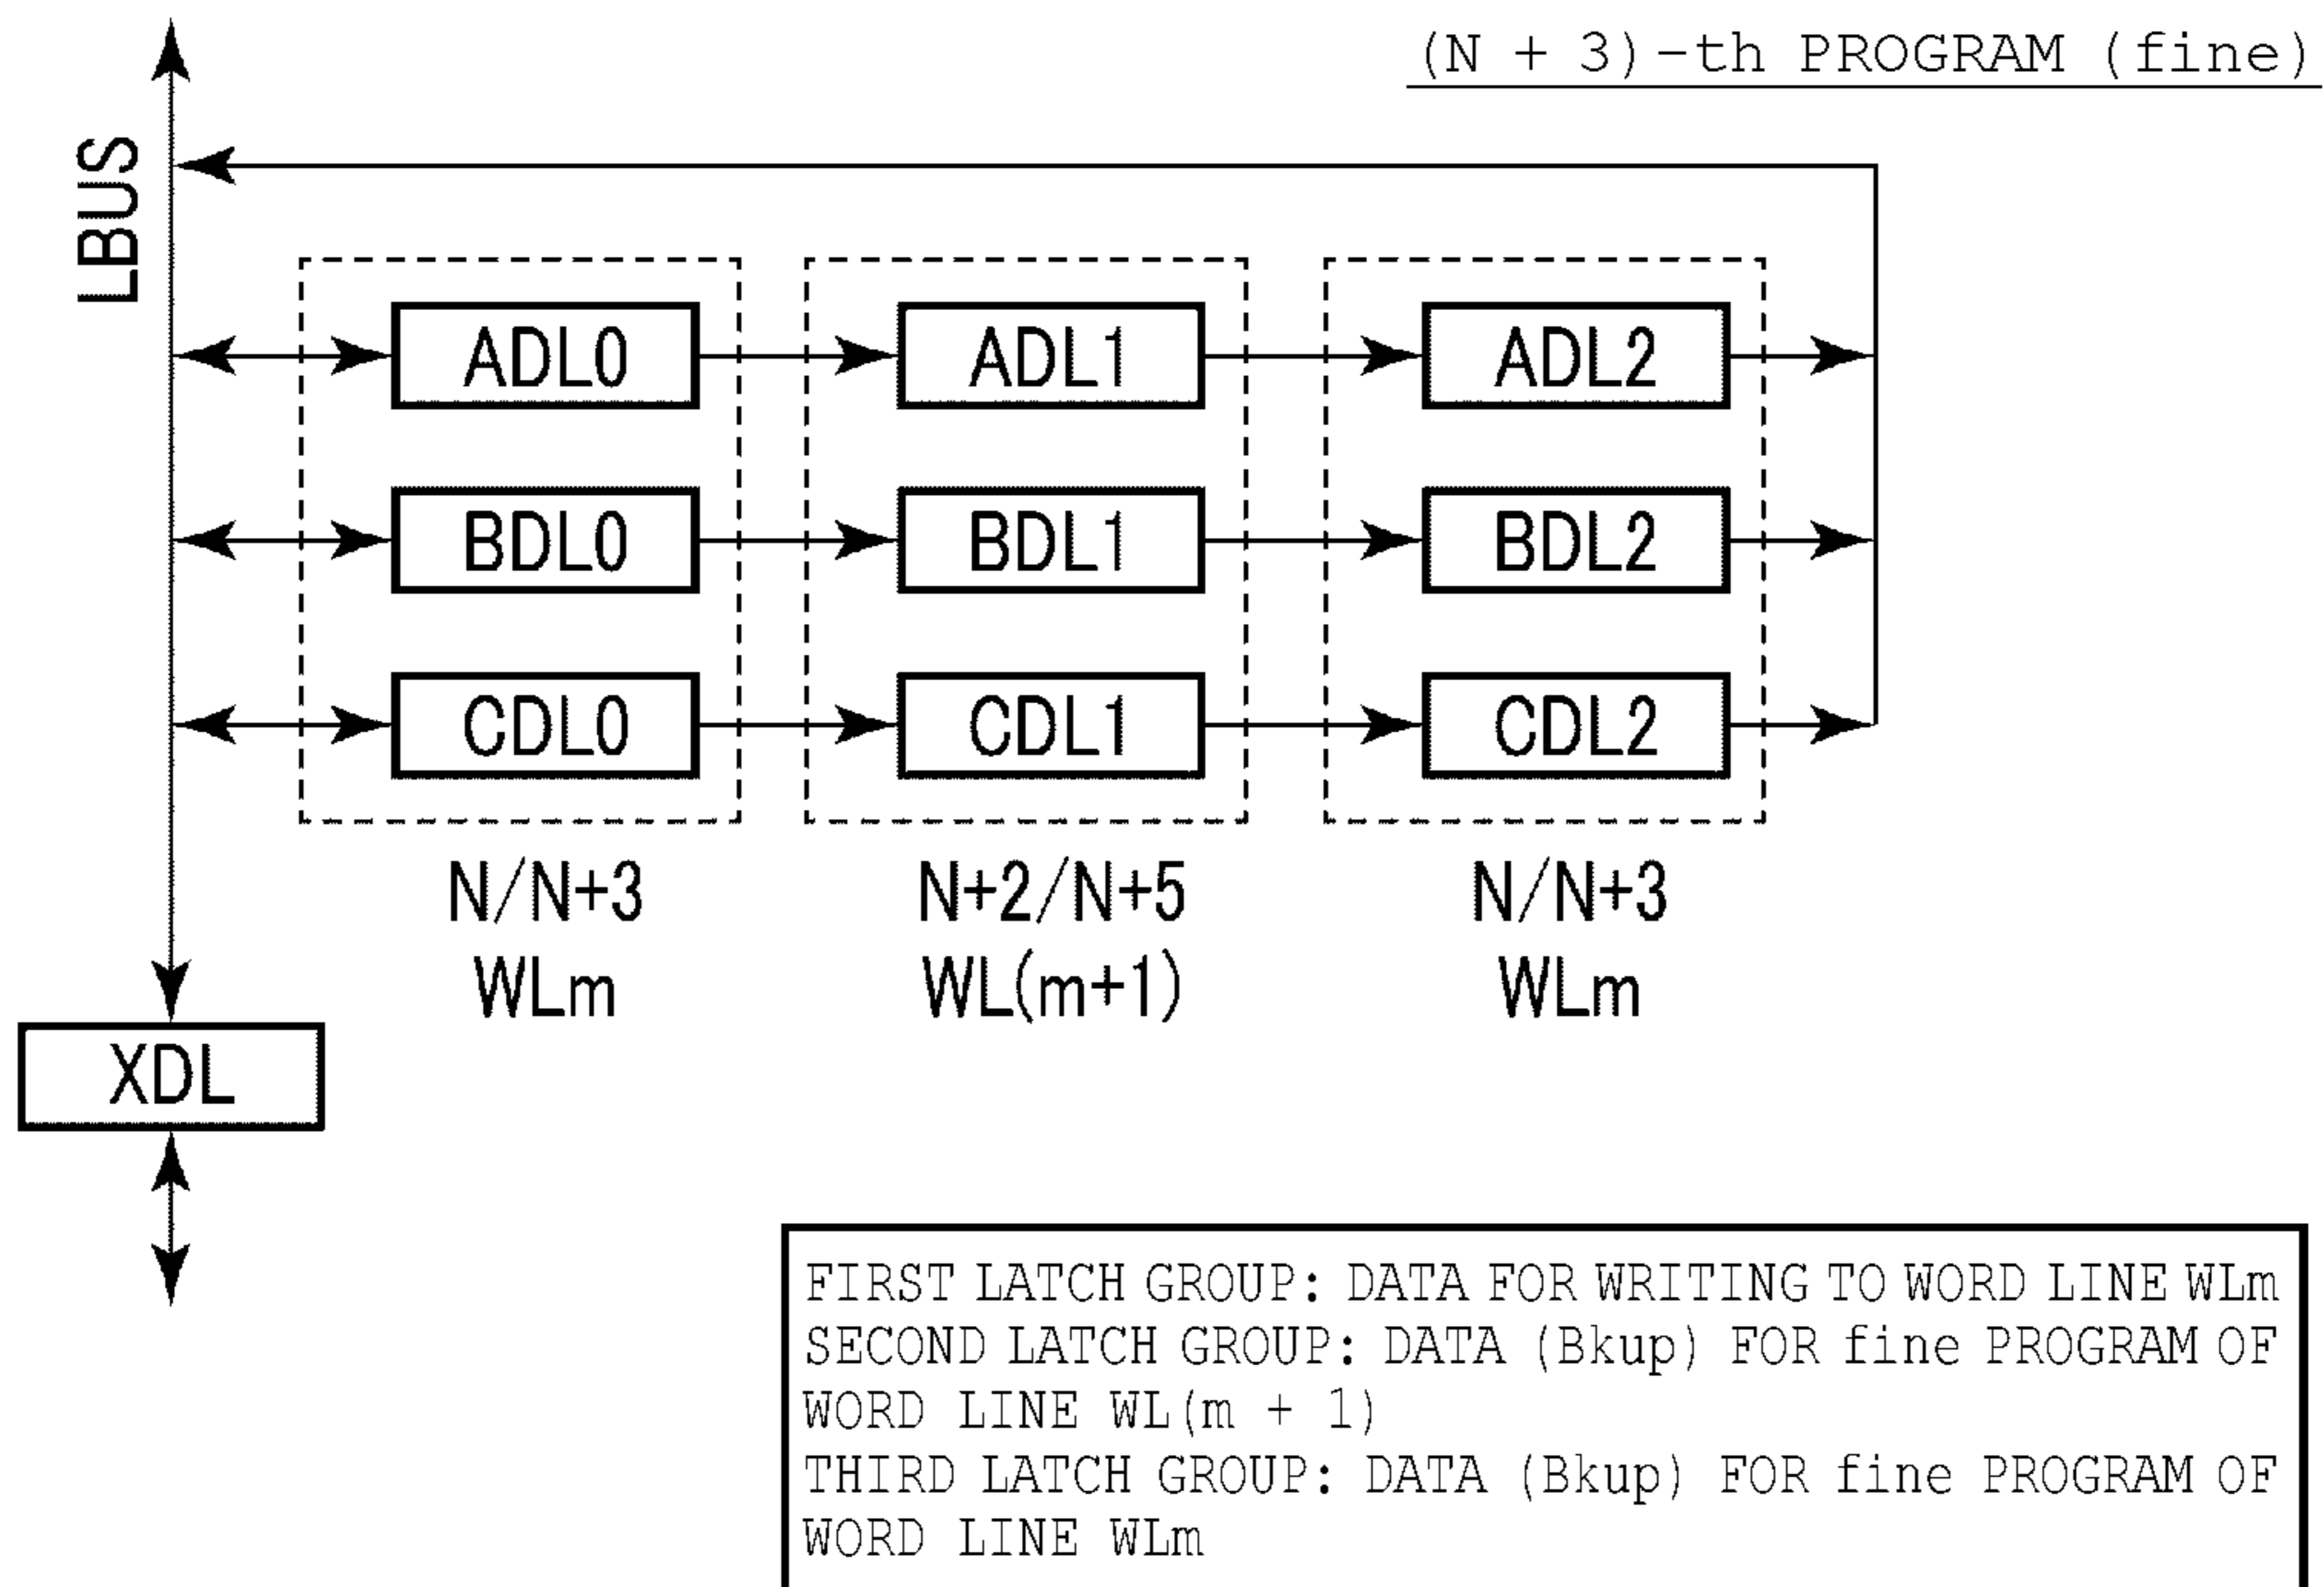 (N + 3)-th PROGRAM (fine)
LBUS
ADL0 ADL1 ADL2
BDL0 BDL1 BDL2
CDL0 CDL1 CDL2
N/N+3 N+2/N+5 N/N+3
WLm WL(m+1) WLm
XDL
FIRST LATCH GROUP: DATA FOR WRITING TO WORD LINE WLm
SECOND LATCH GROUP: DATA (Bkup) FOR fine PROGRAM OF
WORD LINE WL(m + 1)
THIRD LATCH GROUP: DATA (Bkup) FOR fine PROGRAM OF
WORD LINE WLm